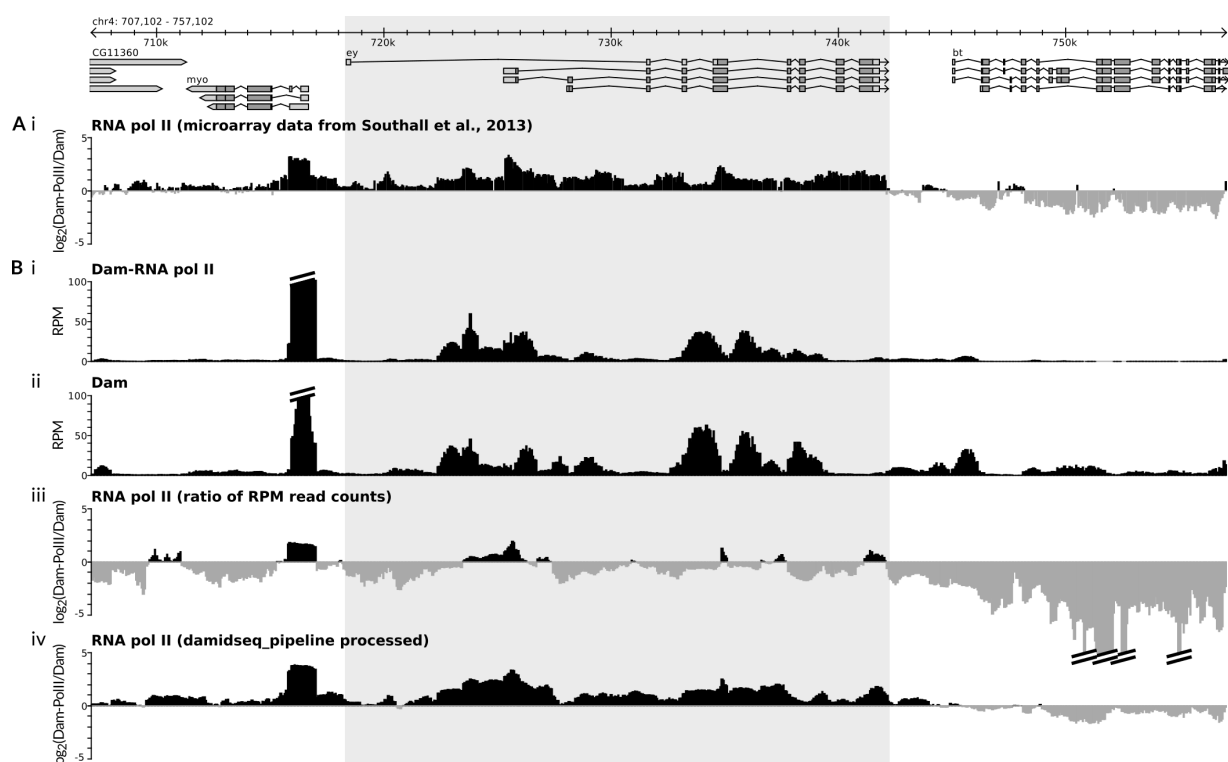 chr4: 707,102 - 757,102
710k 720k 730k 740k 750k
CG11360 ey bt
myo
A i RNA pol II (microarray data from Southall et al., 2013)
5
0
-5
log2(Dam-PolII/Dam)
B i Dam-RNA pol II
100
50
0
RPM
ii Dam
100
50
0
RPM
iii RNA pol II (ratio of RPM read counts)
5
0
-5
log2(Dam-PolII/Dam)
iv RNA pol II (damidseq_pipeline processed)
5
0
-5
log2(Dam-PolII/Dam)